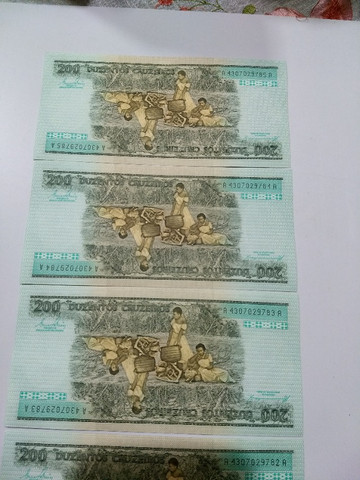 200 DUZENTOS CRUZEIROS A 4307029785 A
A 4307029785 A DUZENTOS CRUZEIROS 200
200 DUZENTOS CRUZEIROS A 4307029784 A
A 4307029784 A DUZENTOS CRUZEIROS 200
200 DUZENTOS CRUZEIROS A 4307029783 A
A 4307029783 A DUZENTOS CRUZEIROS 200
200 DUZENTOS CRUZEIROS A 4307029782 A